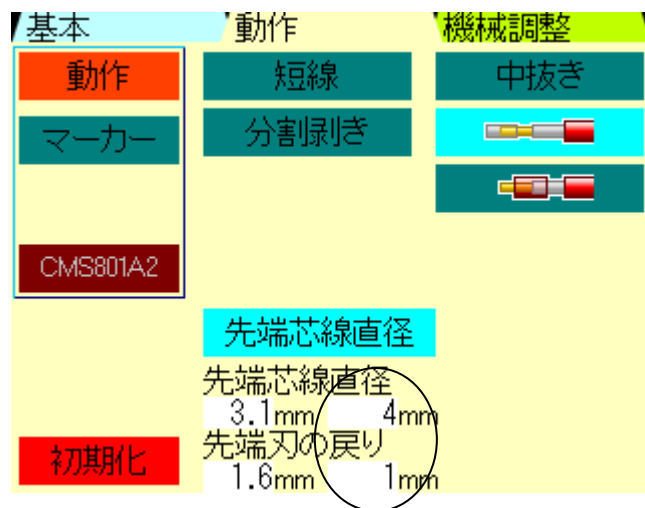 基本 動作 機械調整
動作 短線 中抜き
マーカー 分割剥き
CMS801A2
先端芯線直径
先端芯線直径
3.1mm 4mm
先端刃の戻り
初期化 1.6mm 1mm